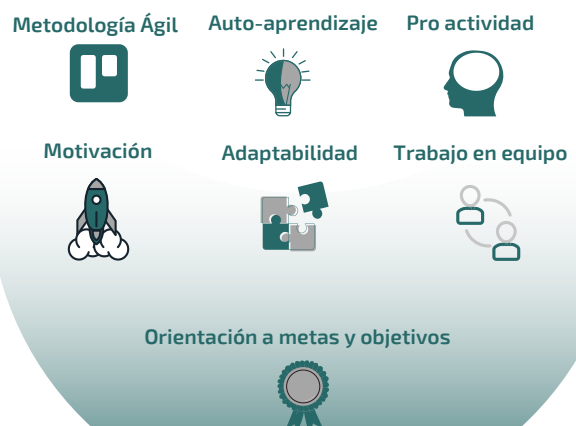 Metodología Ágil
Auto-aprendizaje
Pro actividad
Motivación
Adaptabilidad
Trabajo en equipo
Orientación a metas y objetivos